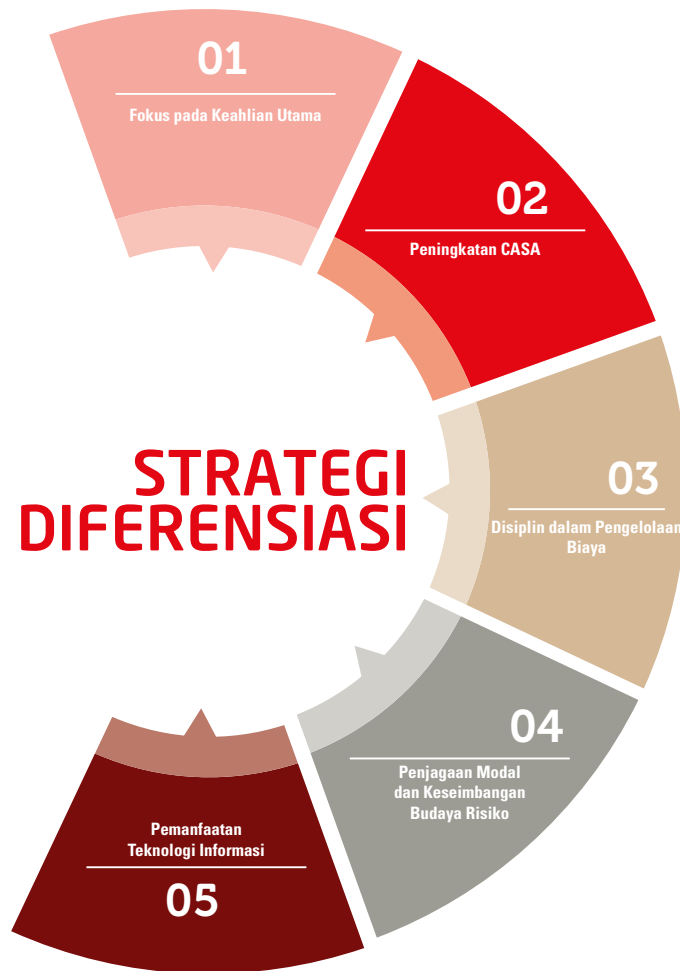 01
Fokus pada Keahlian Utama
02
Peningkatan CASA
STRATEGI
DIFERENSIASI
03
Disiplin dalam Pengelolaan
Biaya
04
Penjagaan Modal
dan Keseimbangan
Budaya Risiko
Pemanfaatan
Teknologi Informasi
05